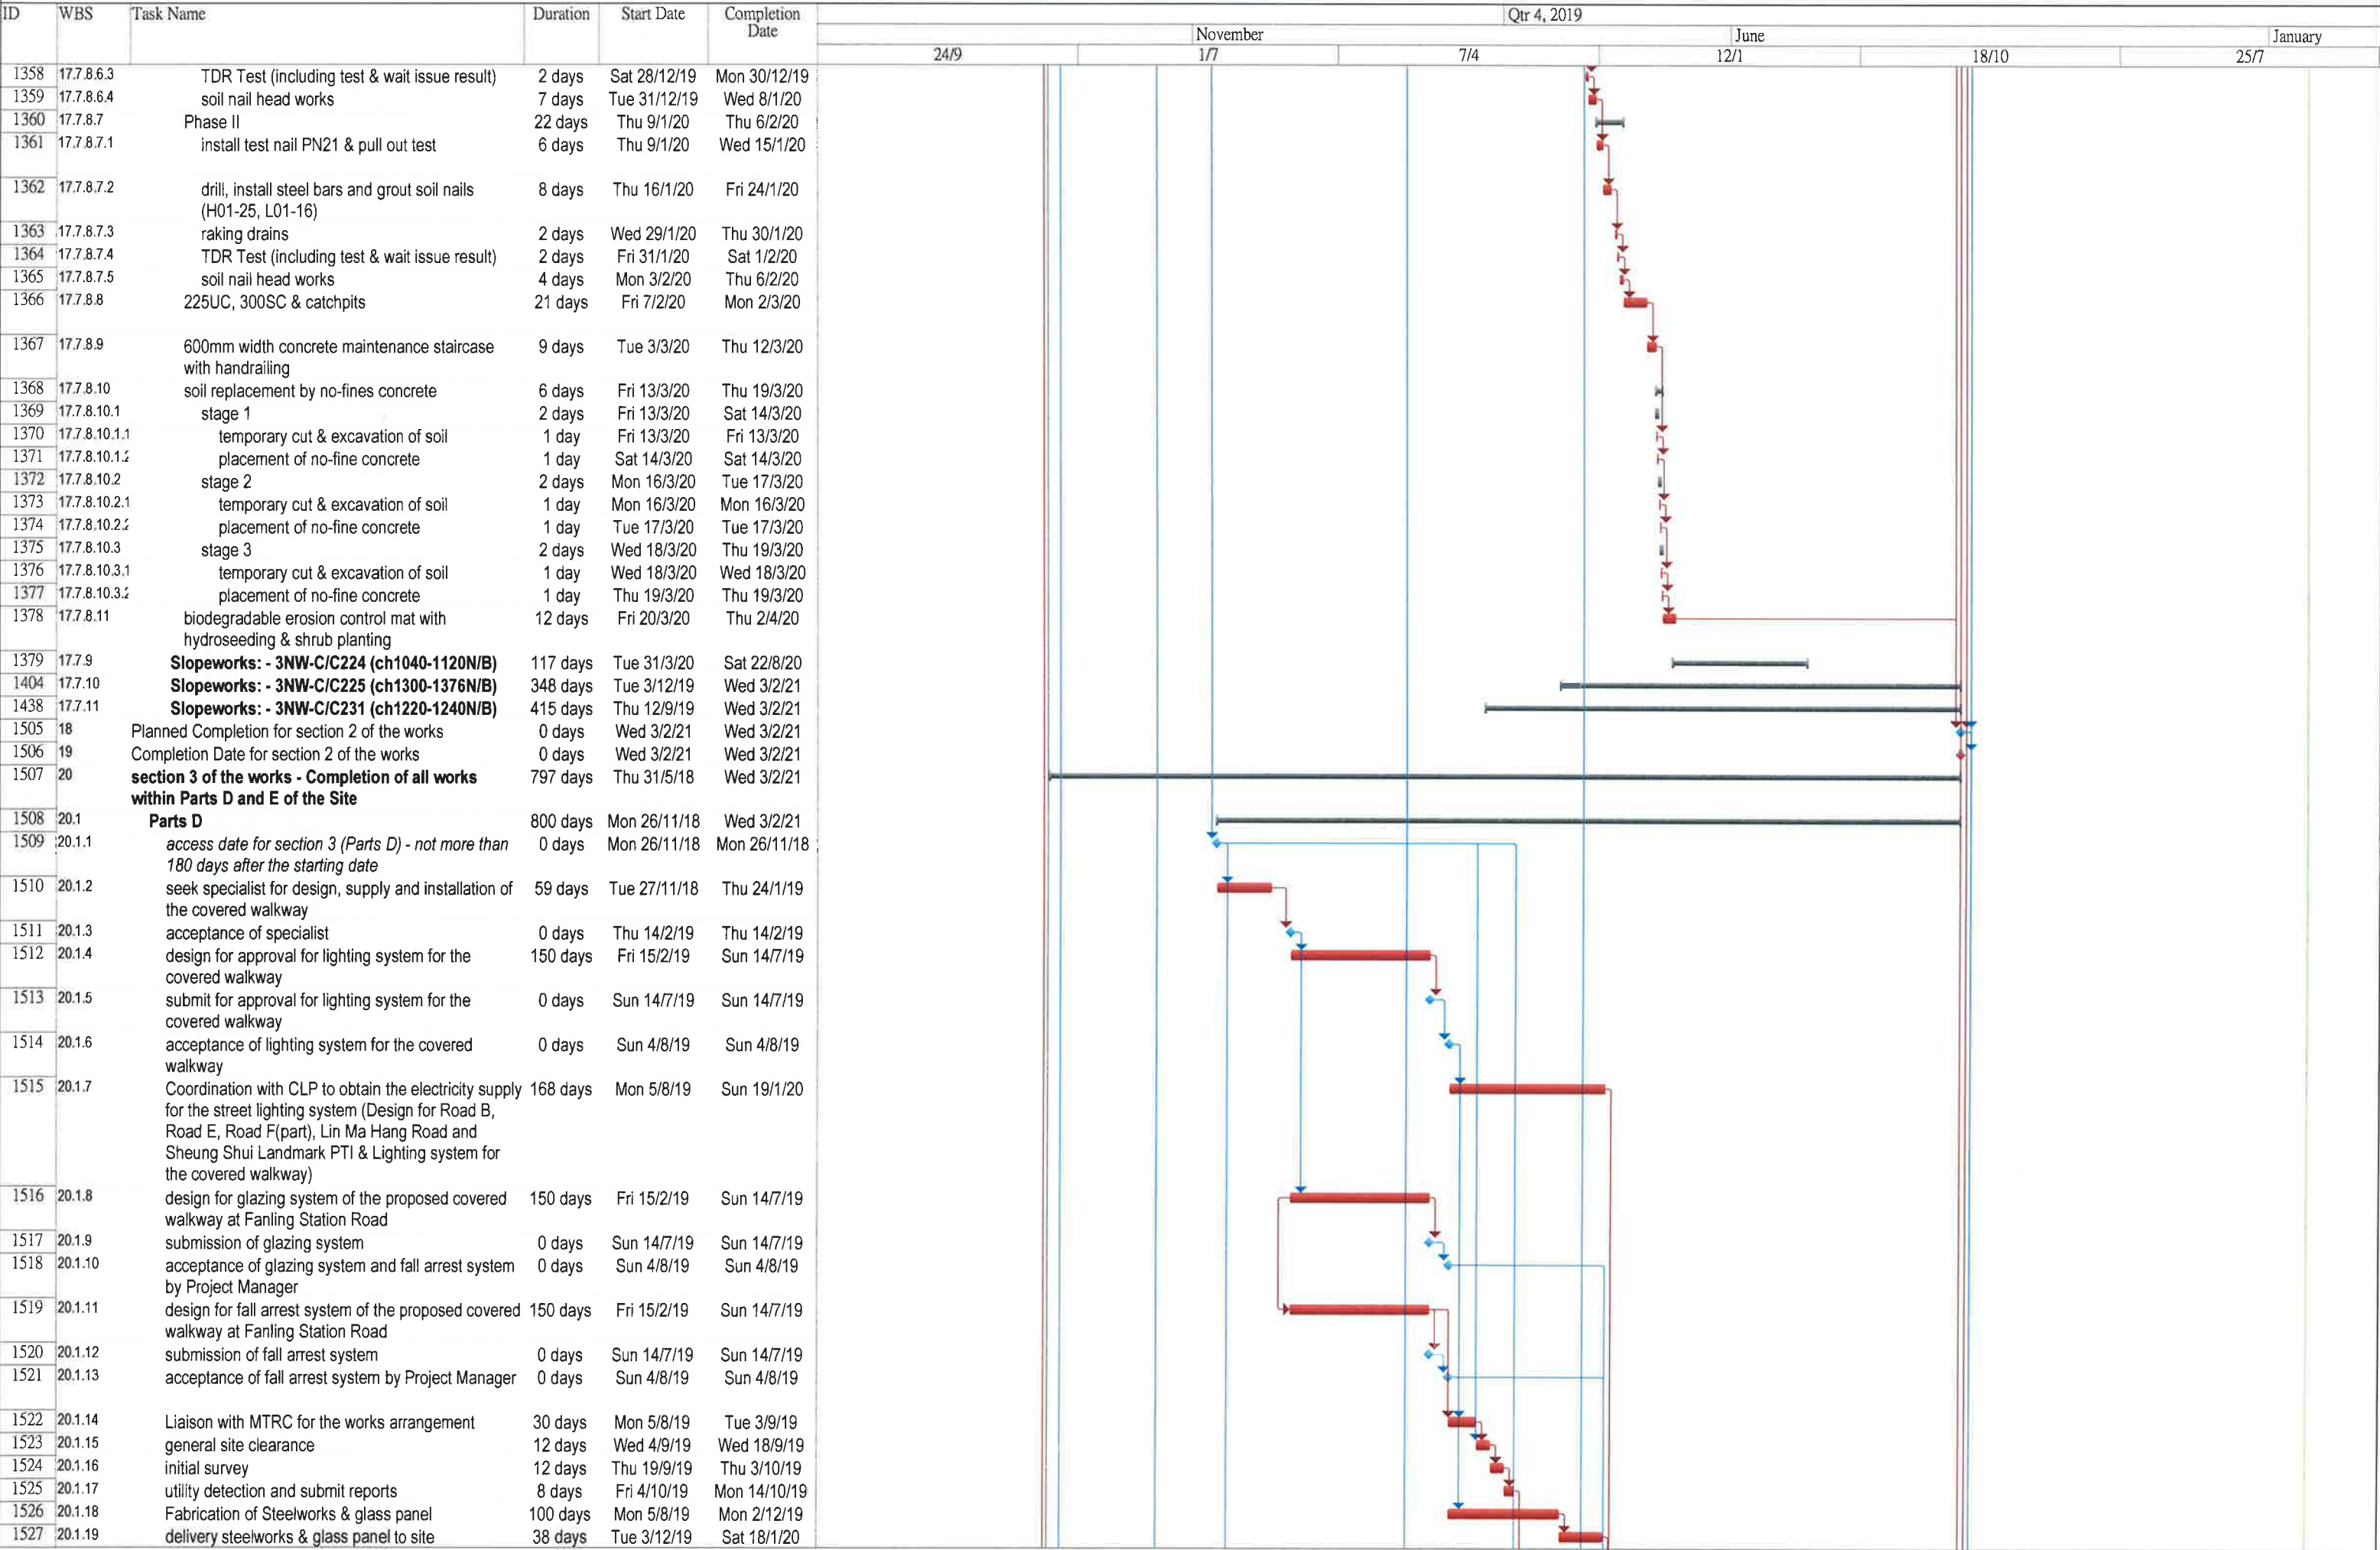 ID WBS Task Name Duration Start Date Completion Date
Qtr 4, 2019
November June January
24/9 1/7 7/4 12/1 18/10 25/7
1358 17.7.8.6.3 TDR Test (including test & wait issue result) 2 days Sat 28/12/19 Mon 30/12/19
1359 17.7.8.6.4 soil nail head works 7 days Tue 31/12/19 Wed 8/1/20
1360 17.7.8.7 Phase II 22 days Thu 9/1/20 Thu 6/2/20
1361 17.7.8.7.1 install test nail PN21 & pull out test 6 days Thu 9/1/20 Wed 15/1/20
1362 17.7.8.7.2 drill, install steel bars and grout soil nails 8 days Thu 16/1/20 Fri 24/1/20
(H01-25, L01-16)
1363 17.7.8.7.3 raking drains 2 days Wed 29/1/20 Thu 30/1/20
1364 17.7.8.7.4 TDR Test (including test & wait issue result) 2 days Fri 31/1/20 Sat 1/2/20
1365 17.7.8.7.5 soil nail head works 4 days Mon 3/2/20 Thu 6/2/20
1366 17.7.8.8 225UC, 300SC & catchpits 21 days Fri 7/2/20 Mon 2/3/20
1367 17.7.8.9 600mm width concrete maintenance staircase 9 days Tue 3/3/20 Thu 12/3/20
with handrailing
1368 17.7.8.10 soil replacement by no-fines concrete 6 days Fri 13/3/20 Thu 19/3/20
1369 17.7.8.10.1 stage 1 2 days Fri 13/3/20 Sat 14/3/20
1370 17.7.8.10.1.1 temporary cut & excavation of soil 1 day Fri 13/3/20 Fri 13/3/20
1371 17.7.8.10.1.2 placement of no-fine concrete 1 day Sat 14/3/20 Sat 14/3/20
1372 17.7.8.10.2 stage 2 2 days Mon 16/3/20 Tue 17/3/20
1373 17.7.8.10.2.1 temporary cut & excavation of soil 1 day Mon 16/3/20 Mon 16/3/20
1374 17.7.8.10.2.2 placement of no-fine concrete 1 day Tue 17/3/20 Tue 17/3/20
1375 17.7.8.10.3 stage 3 2 days Wed 18/3/20 Thu 19/3/20
1376 17.7.8.10.3.1 temporary cut & excavation of soil 1 day Wed 18/3/20 Wed 18/3/20
1377 17.7.8.10.3.2 placement of no-fine concrete 1 day Thu 19/3/20 Thu 19/3/20
1378 17.7.8.11 biodegradable erosion control mat with 12 days Fri 20/3/20 Thu 2/4/20
hydroseeding & shrub planting
1379 17.7.9 Slopeworks: - 3NW-C/C224 (ch1040-1120N/B) 117 days Tue 31/3/20 Sat 22/8/20
1404 17.7.10 Slopeworks: - 3NW-C/C225 (ch1300-1376N/B) 348 days Tue 3/12/19 Wed 3/2/21
1438 17.7.11 Slopeworks: - 3NW-C/C231 (ch1220-1240N/B) 415 days Thu 12/9/19 Wed 3/2/21
1505 18 Planned Completion for section 2 of the works 0 days Wed 3/2/21 Wed 3/2/21
1506 19 Completion Date for section 2 of the works 0 days Wed 3/2/21 Wed 3/2/21
1507 20 section 3 of the works - Completion of all works 797 days Thu 31/5/18 Wed 3/2/21
within Parts D and E of the Site
1508 20.1 Parts D 800 days Mon 26/11/18 Wed 3/2/21
1509 20.1.1 access date for section 3 (Parts D) - not more than 0 days Mon 26/11/18 Mon 26/11/18
180 days after the starting date
1510 20.1.2 seek specialist for design, supply and installation of 59 days Tue 27/11/18 Thu 24/1/19
the covered walkway
1511 20.1.3 acceptance of specialist 0 days Thu 14/2/19 Thu 14/2/19
1512 20.1.4 design for approval for lighting system for the 150 days Fri 15/2/19 Sun 14/7/19
covered walkway
1513 20.1.5 submit for approval for lighting system for the 0 days Sun 14/7/19 Sun 14/7/19
covered walkway
1514 20.1.6 acceptance of lighting system for the covered 0 days Sun 4/8/19 Sun 4/8/19
walkway
1515 20.1.7 Coordination with CLP to obtain the electricity supply 168 days Mon 5/8/19 Sun 19/1/20
for the street lighting system (Design for Road B,
Road E, Road F(part), Lin Ma Hang Road and
Sheung Shui Landmark PTI & Lighting system for
the covered walkway)
1516 20.1.8 design for glazing system of the proposed covered 150 days Fri 15/2/19 Sun 14/7/19
walkway at Fanling Station Road
1517 20.1.9 submission of glazing system 0 days Sun 14/7/19 Sun 14/7/19
1518 20.1.10 acceptance of glazing system and fall arrest system 0 days Sun 4/8/19 Sun 4/8/19
by Project Manager
1519 20.1.11 design for fall arrest system of the proposed covered 150 days Fri 15/2/19 Sun 14/7/19
walkway at Fanling Station Road
1520 20.1.12 submission of fall arrest system 0 days Sun 14/7/19 Sun 14/7/19
1521 20.1.13 acceptance of fall arrest system by Project Manager 0 days Sun 4/8/19 Sun 4/8/19
1522 20.1.14 Liaison with MTRC for the works arrangement 30 days Mon 5/8/19 Tue 3/9/19
1523 20.1.15 general site clearance 12 days Wed 4/9/19 Wed 18/9/19
1524 20.1.16 initial survey 12 days Thu 19/9/19 Thu 3/10/19
1525 20.1.17 utility detection and submit reports 8 days Fri 4/10/19 Mon 14/10/19
1526 20.1.18 Fabrication of Steelworks & glass panel 100 days Mon 5/8/19 Mon 2/12/19
1527 20.1.19 delivery steelworks & glass panel to site 38 days Tue 3/12/19 Sat 18/1/20